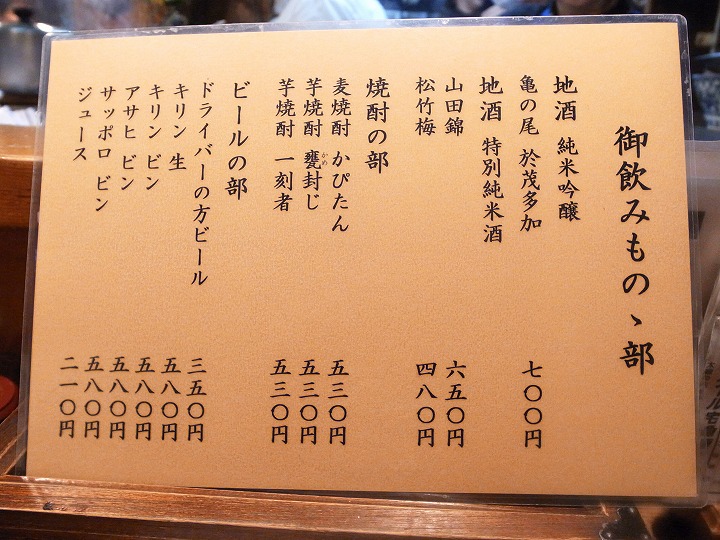 御飲みものゝ部
地酒 純米吟醸
亀の尾 於茂多加 七〇〇円
地酒 特別純米酒
山田錦 六五〇円
松竹梅 四八〇円
焼酎の部
麦焼酎 かぴたん 五三〇円
芋焼酎 甕封じ 五三〇円
かめ
芋焼酎 一刻者 五三〇円
ビールの部
ドライバーの方ビール 三五〇円
キリン 生 五八〇円
キリン ビン 五八〇円
アサヒ ビン 五八〇円
サッポロ ビン 五八〇円
ジュース 二一〇円